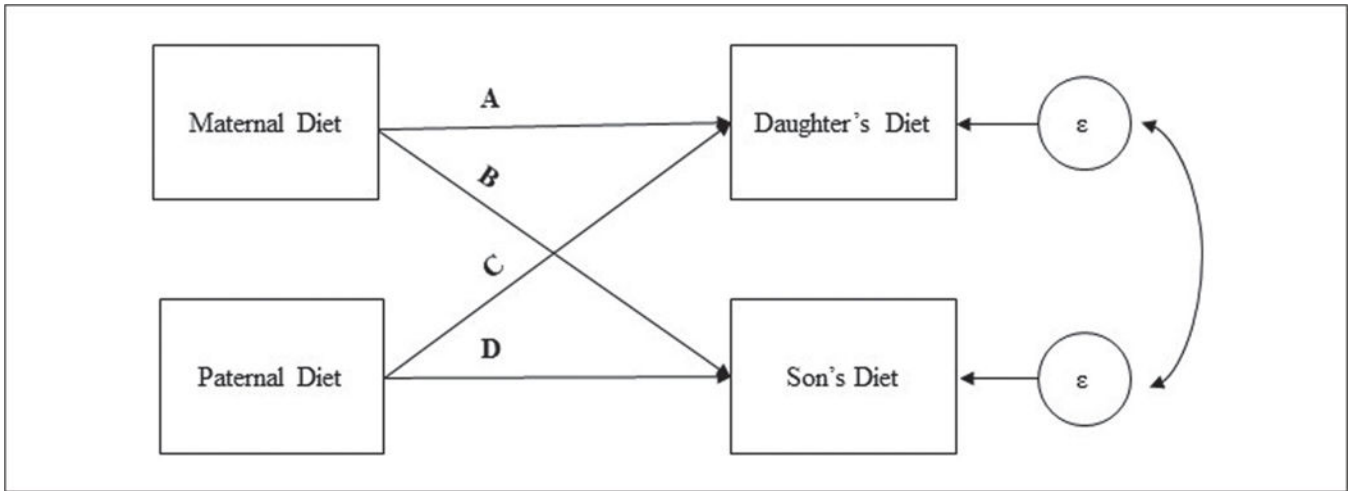 Maternal Diet
A
Daughter's Diet
ε
B
C
Paternal Diet
D
Son's Diet
ε